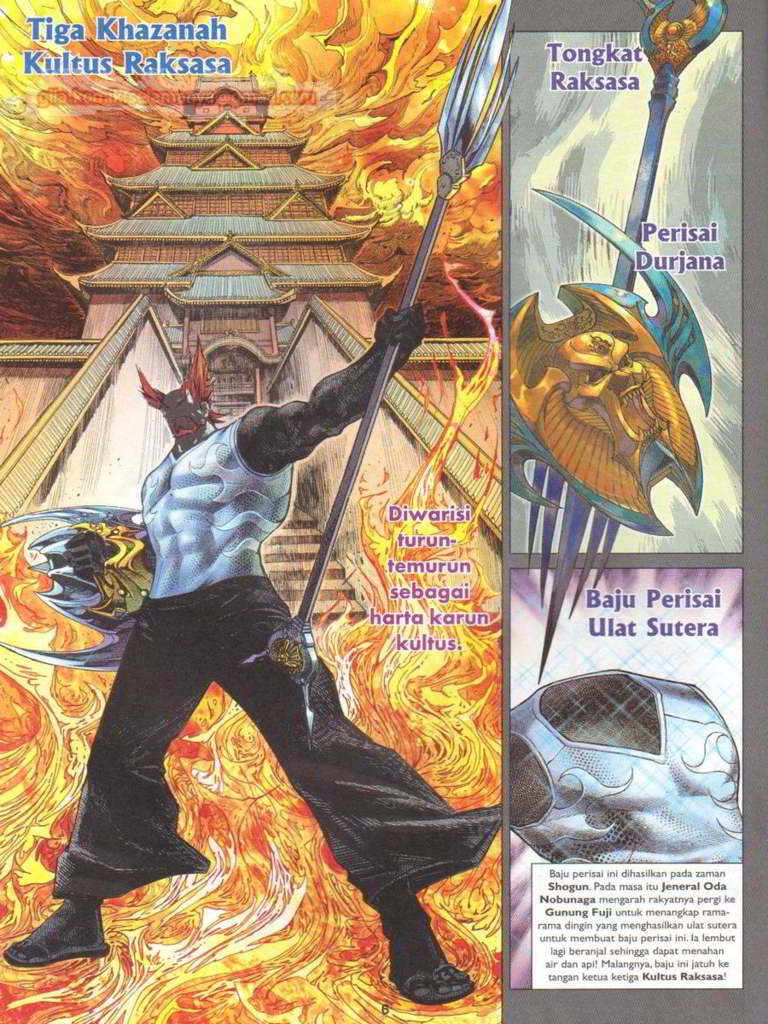 Tiga Khazanah
Kultus Raksasa
Tongkat
Raksasa
Perisai
Durjana
Diwarisi
turun-
temurun
sebagai
harta karun
kultus.
Baju Perisai
Ulat Sutera
Baju perisai ini dihasilkan pada zaman
Shogun. Pada masa itu Jeneral Oda
Nobunaga mengarah rakyatnya pergi ke
Gunung Fuji untuk menangkap rama-
rama dingin yang menghasilkan ulat sutera
untuk membuat baju perisai ini. Ia lembut
lagi beranjal sehingga dapat menahan
air dan api! Malangnya, baju ini jatuh ke
tangan ketua ketiga Kultus Raksasa!
6